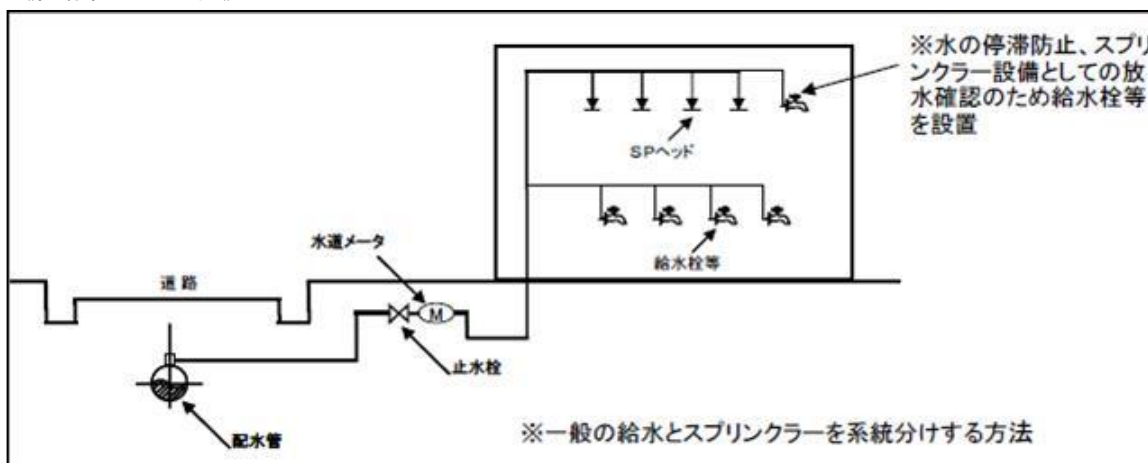 ※水の停滞防止、スプリ
ンクラー設備としての放
水確認のため給水栓等
を設置
SPヘッド
給水栓等
水道メータ
道路
M
止水栓
配水管
※一般の給水とスプリンクラーを系統分けする方法